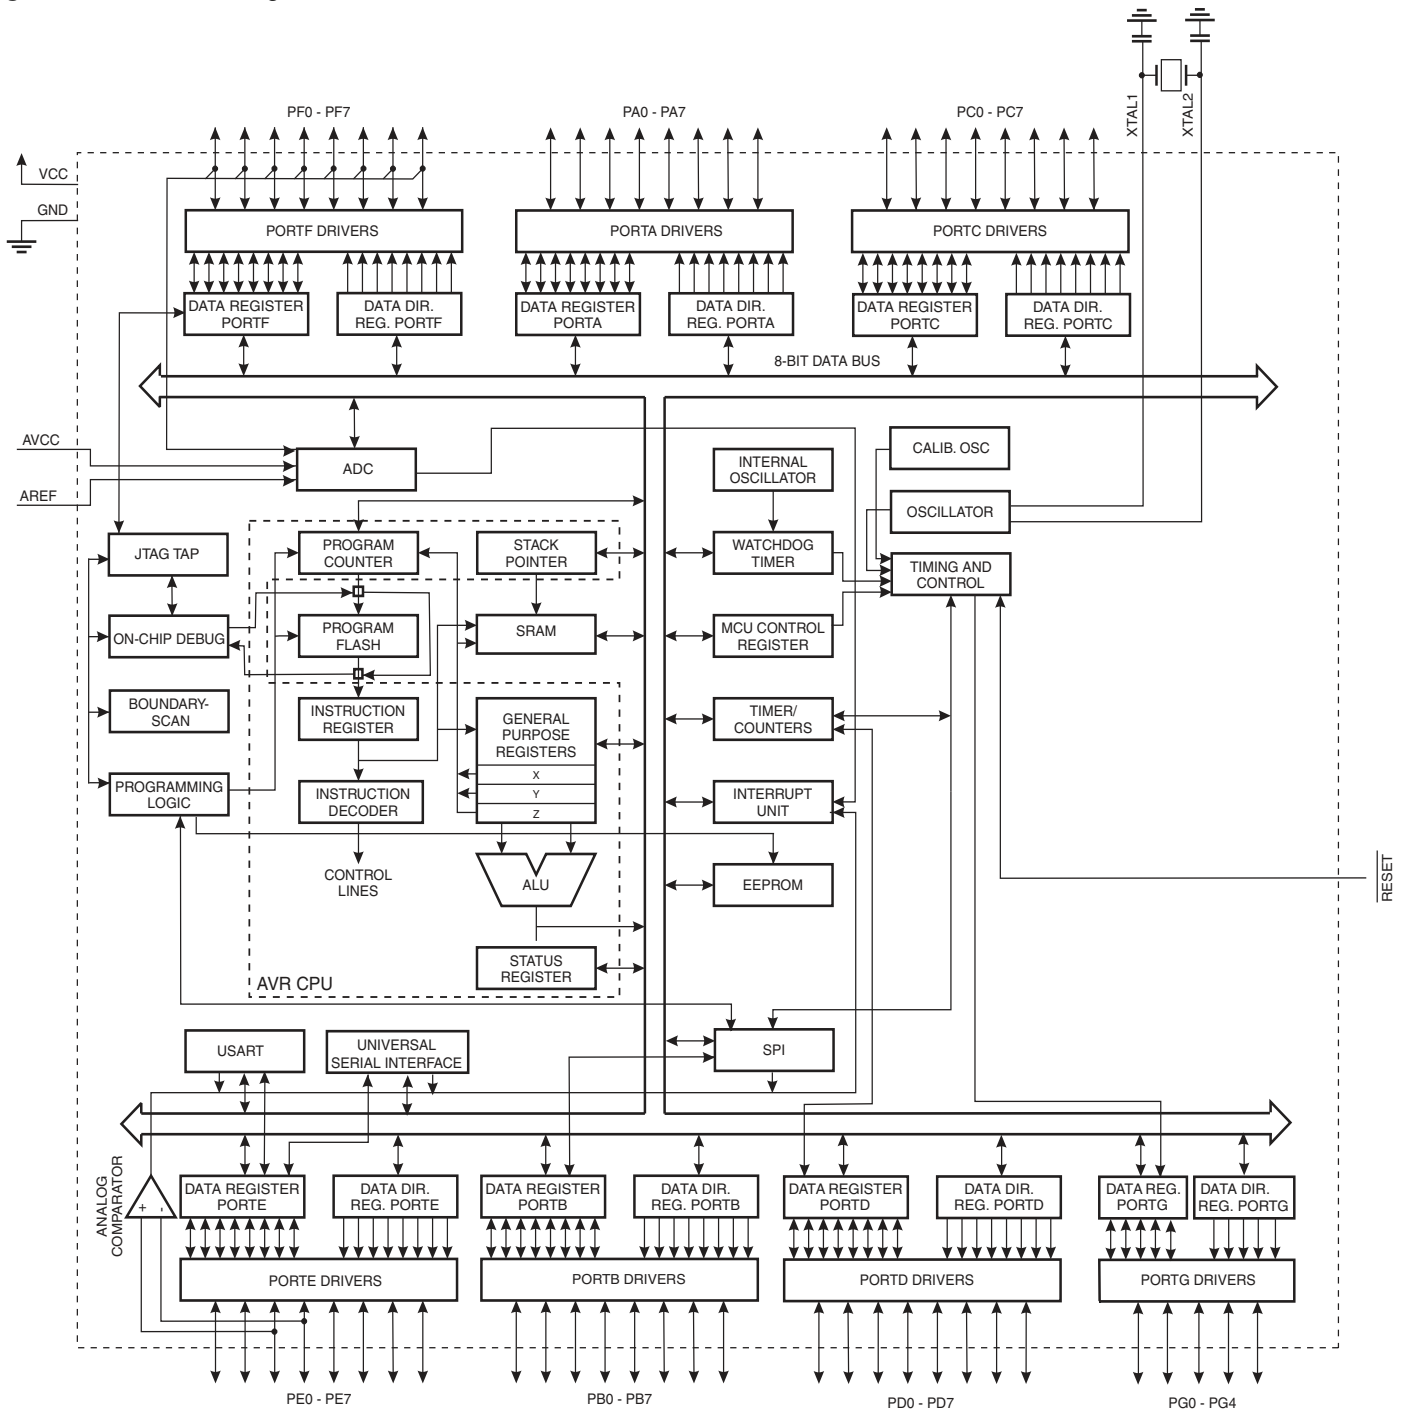 XTAL1
XTAL2
PF0 - PF7
PA0 - PA7
PC0 - PC7
VCC
GND
PORTF DRIVERS
PORTA DRIVERS
PORTC DRIVERS
DATA REGISTER
PORTF
DATA DIR.
REG. PORTF
DATA REGISTER
PORTA
DATA DIR.
REG. PORTA
DATA REGISTER
PORTC
DATA DIR.
REG. PORTC
8-BIT DATA BUS
AVCC
AREF
ADC
INTERNAL
OSCILLATOR
CALIB. OSC
OSCILLATOR
JTAG TAP
PROGRAM
COUNTER
STACK
POINTER
WATCHDOG
TIMER
TIMING AND
CONTROL
ON-CHIP DEBUG
PROGRAM
FLASH
SRAM
MCU CONTROL
REGISTER
BOUNDARY-
SCAN
INSTRUCTION
REGISTER
GENERAL
PURPOSE
REGISTERS
X
Y
Z
TIMER/
COUNTERS
PROGRAMMING
LOGIC
INSTRUCTION
DECODER
INTERRUPT
UNIT
CONTROL
LINES
ALU
EEPROM
RESET
STATUS
REGISTER
AVR CPU
USART
UNIVERSAL
SERIAL INTERFACE
SPI
ANALOG
COMPARATOR
+ -
DATA REGISTER
PORTE
DATA DIR.
REG. PORTE
DATA REGISTER
PORTB
DATA DIR.
REG. PORTB
DATA REGISTER
PORTD
DATA DIR.
REG. PORTD
DATA REG.
PORTG
DATA DIR.
REG. PORTG
PORTE DRIVERS
PORTB DRIVERS
PORTD DRIVERS
PORTG DRIVERS
PE0 - PE7
PB0 - PB7
PD0 - PD7
PG0 - PG4